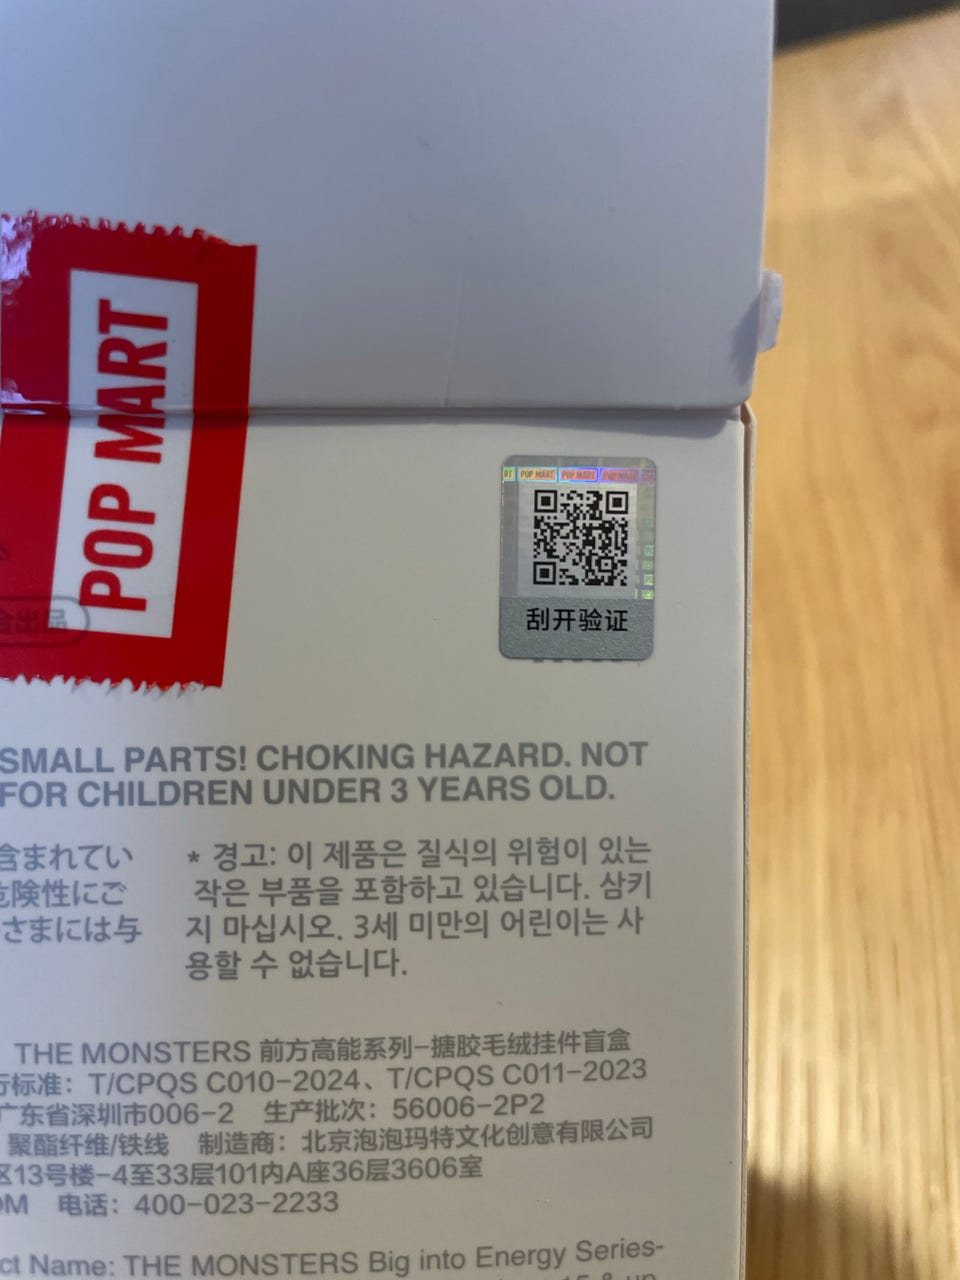 POP MART
POP MART POP MART POP MART
刮开验证
合出品
SMALL PARTS! CHOKING HAZARD. NOT
FOR CHILDREN UNDER 3 YEARS OLD.
含まれてい
危険性にご
さまには与
* 경고: 이 제품은 질식의 위험이 있는
작은 부품을 포함하고 있습니다. 삼키
지 마십시오. 3세 미만의 어린이는 사
용할 수 없습니다.
THE MONSTERS 前方高能系列-搪胶毛绒挂件盲盒
行标准：T/CPQS C010-2024、T/CPQS C011-2023
广东省深圳市006-2 生产批次：56006-2P2
聚酯纤维/铁线 制造商：北京泡泡玛特文化创意有限公司
区13号楼-4至33层101内A座36层3606室
OM 电话：400-023-2233
ct Name: THE MONSTERS Big into Energy Series-
15 & up